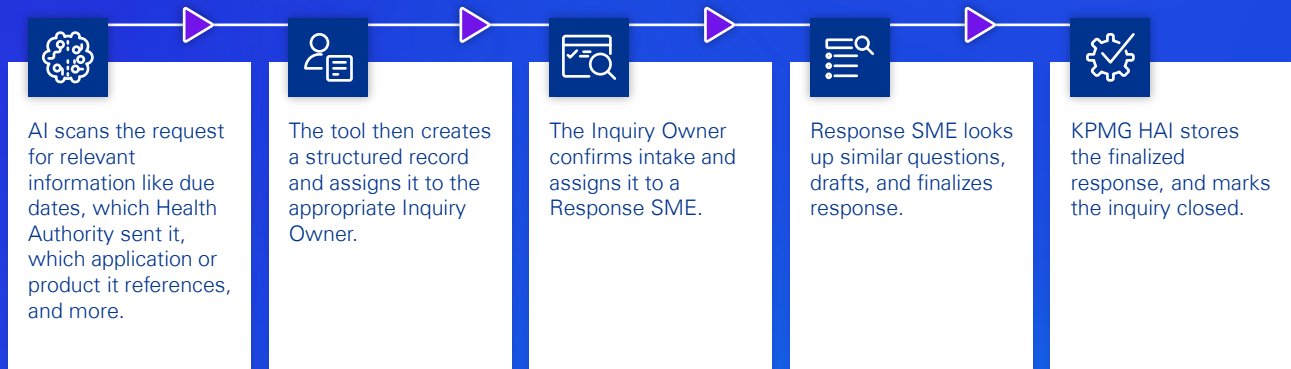 AI scans the request
for relevant
information like due
dates, which Health
Authority sent it,
which application or
product it references,
and more.
The tool then creates
a structured record
and assigns it to the
appropriate Inquiry
Owner.
The Inquiry Owner
confirms intake and
assigns it to a
Response SME.
Response SME looks
up similar questions,
drafts, and finalizes
response.
KPMG HAI stores
the finalized
response, and marks
the inquiry closed.